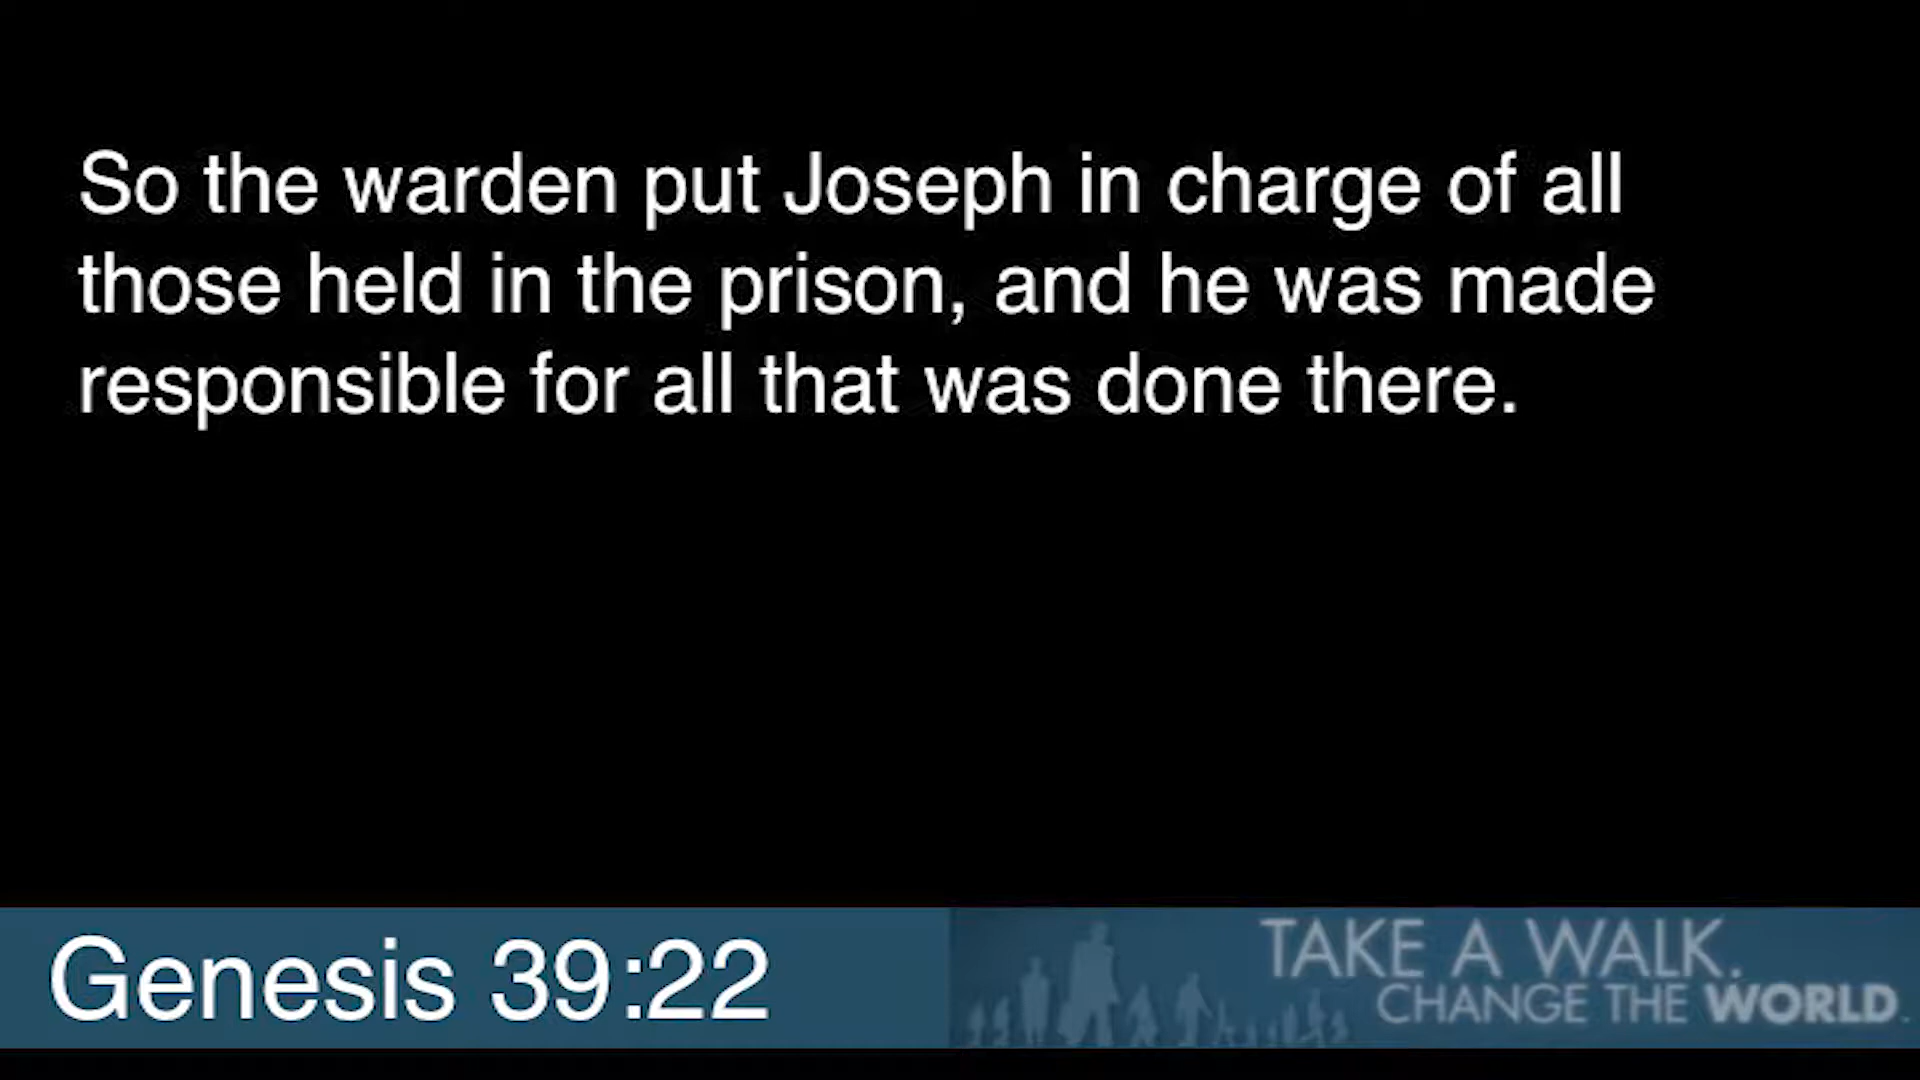 So the warden put Joseph in charge of all
those held in the prison, and he was made
responsible for all that was done there.
Genesis 39:22
TAKE A WALK.
CHANGE THE WORLD.